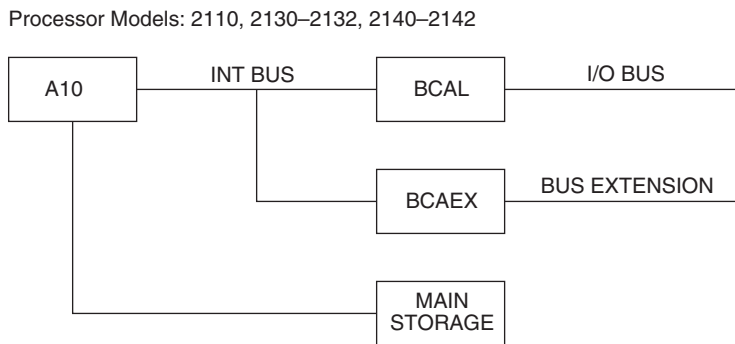 Processor Models: 2110, 2130–2132, 2140–2142
A10
INT BUS
BCAL
I/O BUS
BCAEX
BUS EXTENSION
MAIN
STORAGE